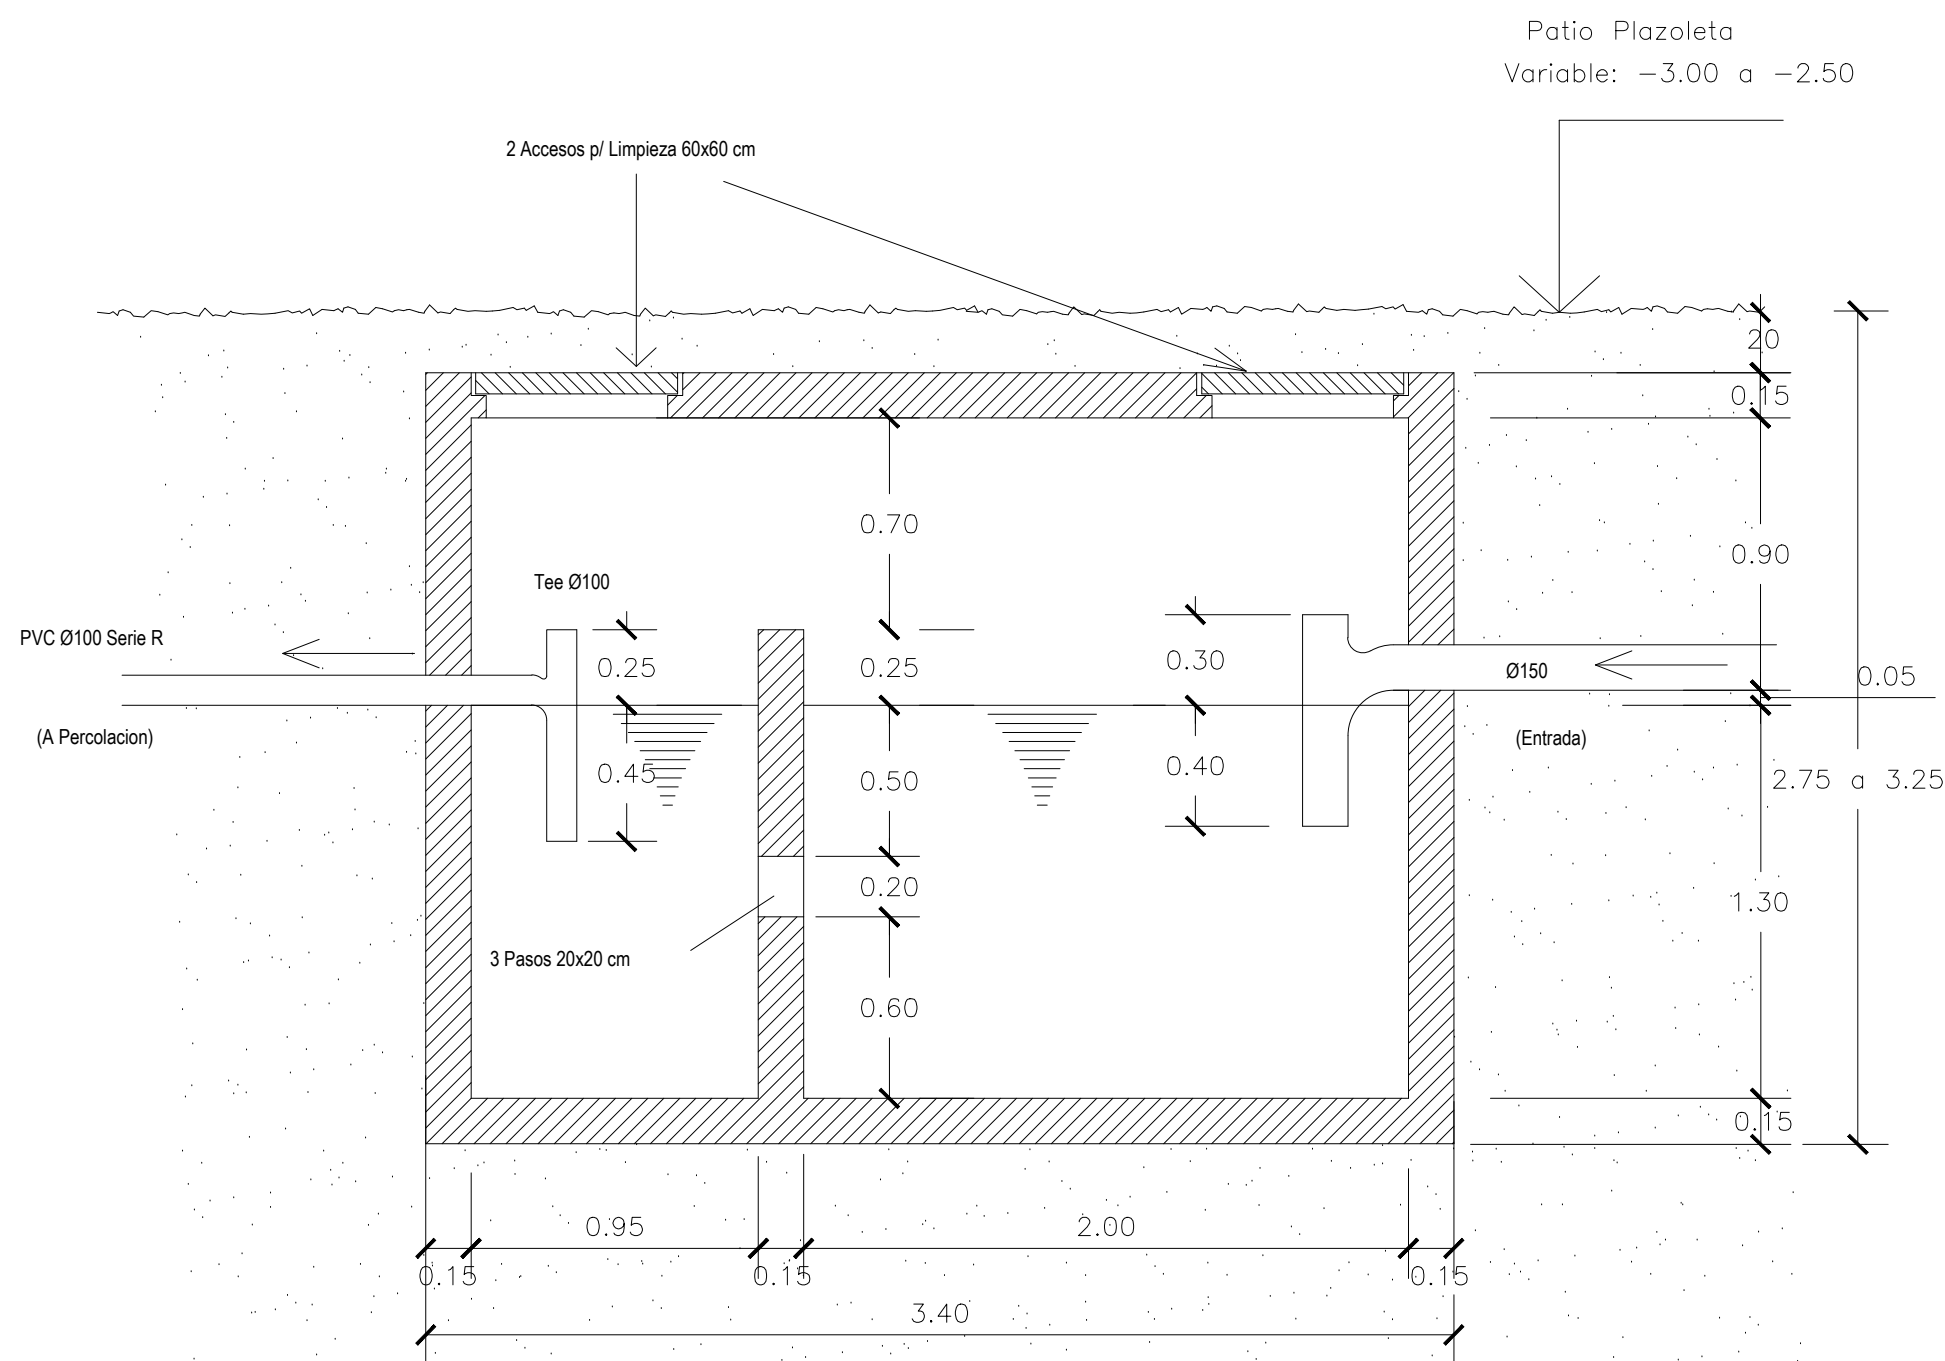 Patio Plazoleta
Variable: -3.00 a -2.50
2 Accesos p/ Limpieza 60x60 cm
20
0.15
0.70
0.90
Tee Ø100
PVC Ø100 Serie R
0.25
0.25
0.30
Ø150
0.05
(A Percolacion)
(Entrada)
0.45
0.50
0.40
2.75 a 3.25
0.20
1.30
3 Pasos 20x20 cm
0.60
0.15
0.95
2.00
0.15
0.15
0.15
3.40